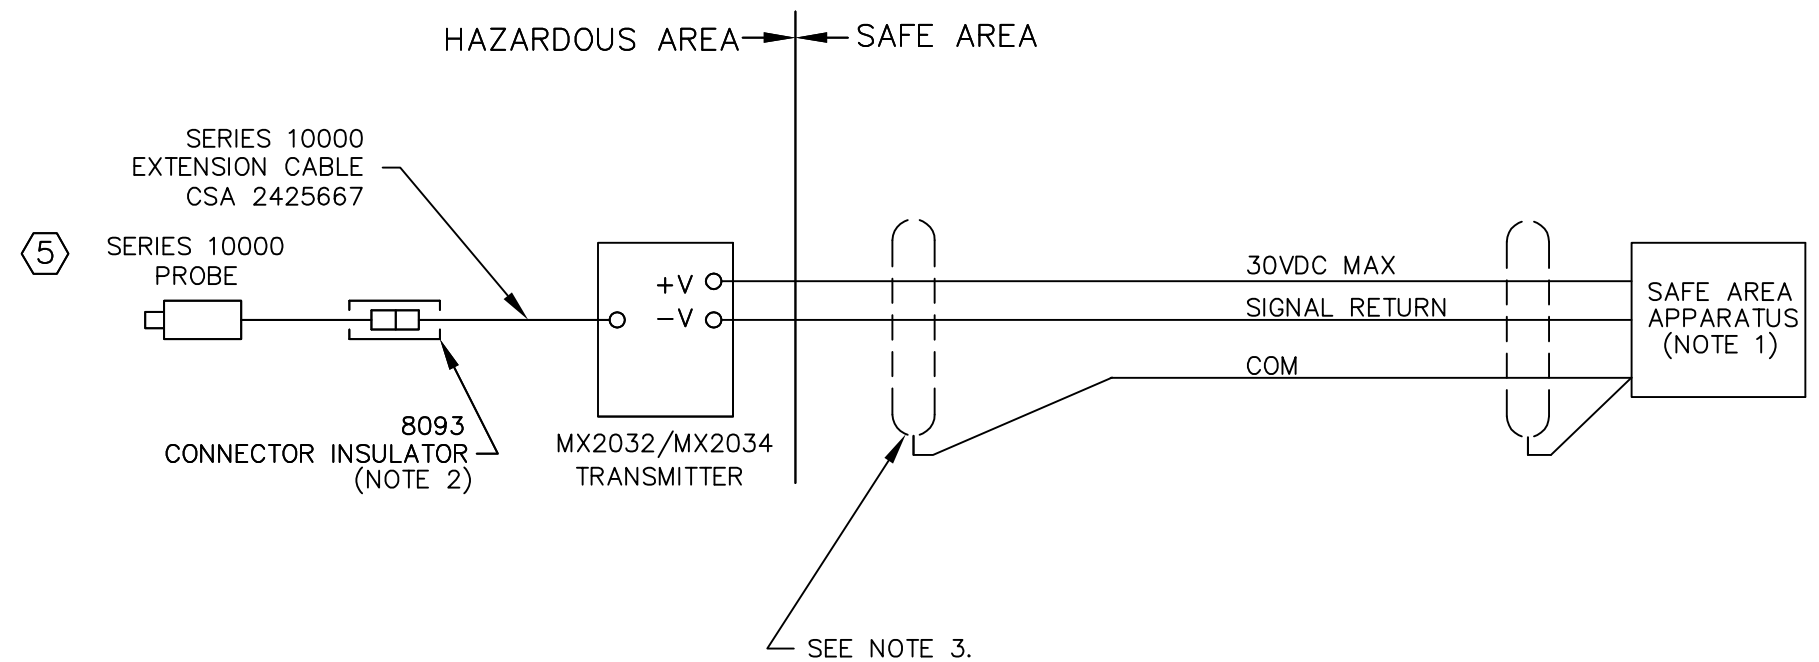 HAZARDOUS AREA
SAFE AREA
SERIES 10000
EXTENSION CABLE
CSA 2425667
5
SERIES 10000
PROBE
8093
CONNECTOR INSULATOR
(NOTE 2)
+V
-V
MX2032/MX2034
TRANSMITTER
30VDC MAX
SIGNAL RETURN
COM
SAFE AREA
APPARATUS
(NOTE 1)
SEE NOTE 3.